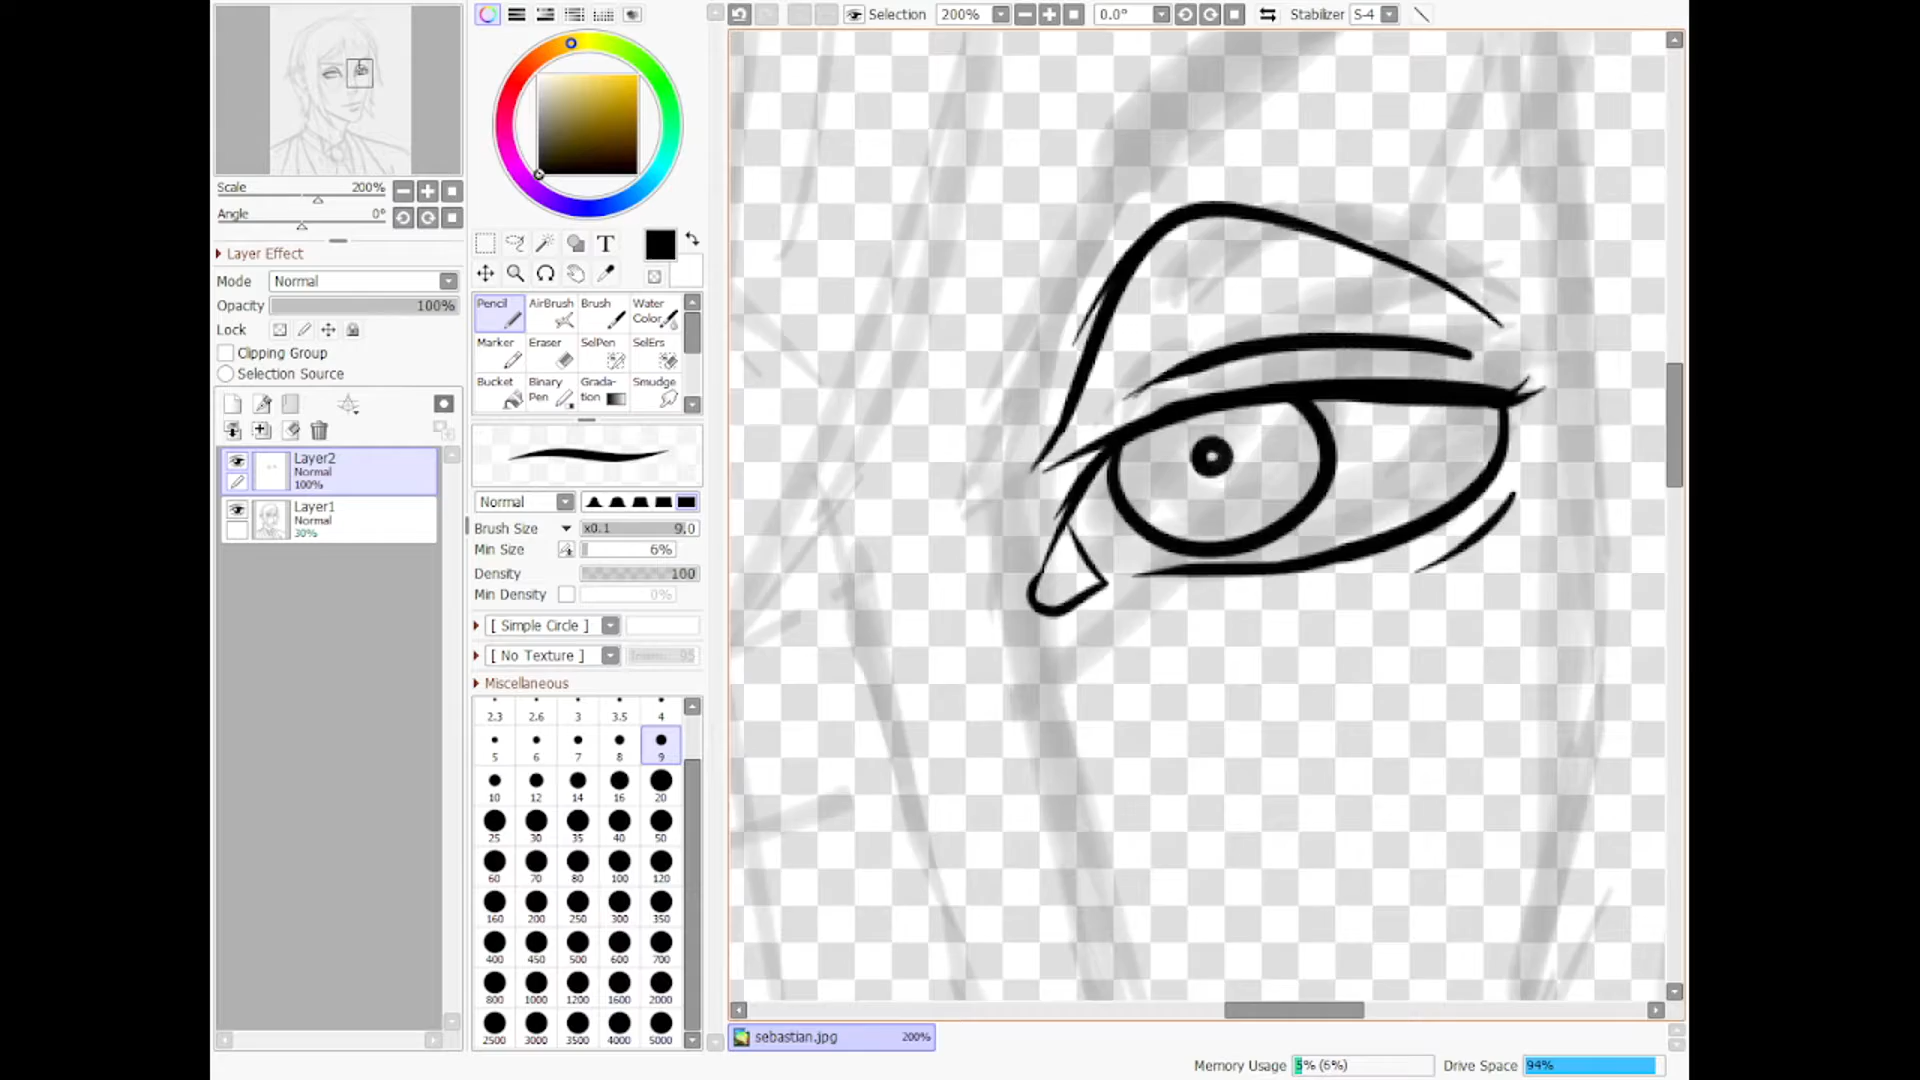 Selection 200% 0.0° Stabilizer S-4
Scale 200%
Angle 0°
Layer Effect
Mode Normal
Opacity 100%
Lock
Clipping Group
Selection Source
Layer2
Normal
100%
Layer1
Normal
30%
T
Pencil AirBrush Brush Water Color
Marker Eraser SelPen SelErs
Bucket Binary Pen Grada-tion Smudge
Normal
Brush Size x0.1 9.0
Min Size 6%
Density 100
Min Density 0%
[ Simple Circle ]
[ No Texture ] 95
Miscellaneous
2.3 2.6 3 3.5 4
5 6 7 8 9
10 12 14 16 20
25 30 35 40 50
60 70 80 100 120
160 200 250 300 350
400 450 500 600 700
800 1000 1200 1600 2000
2500 3000 3500 4000 5000
sebastian.jpg 200%
Memory Usage 5% (6%) Drive Space 94%